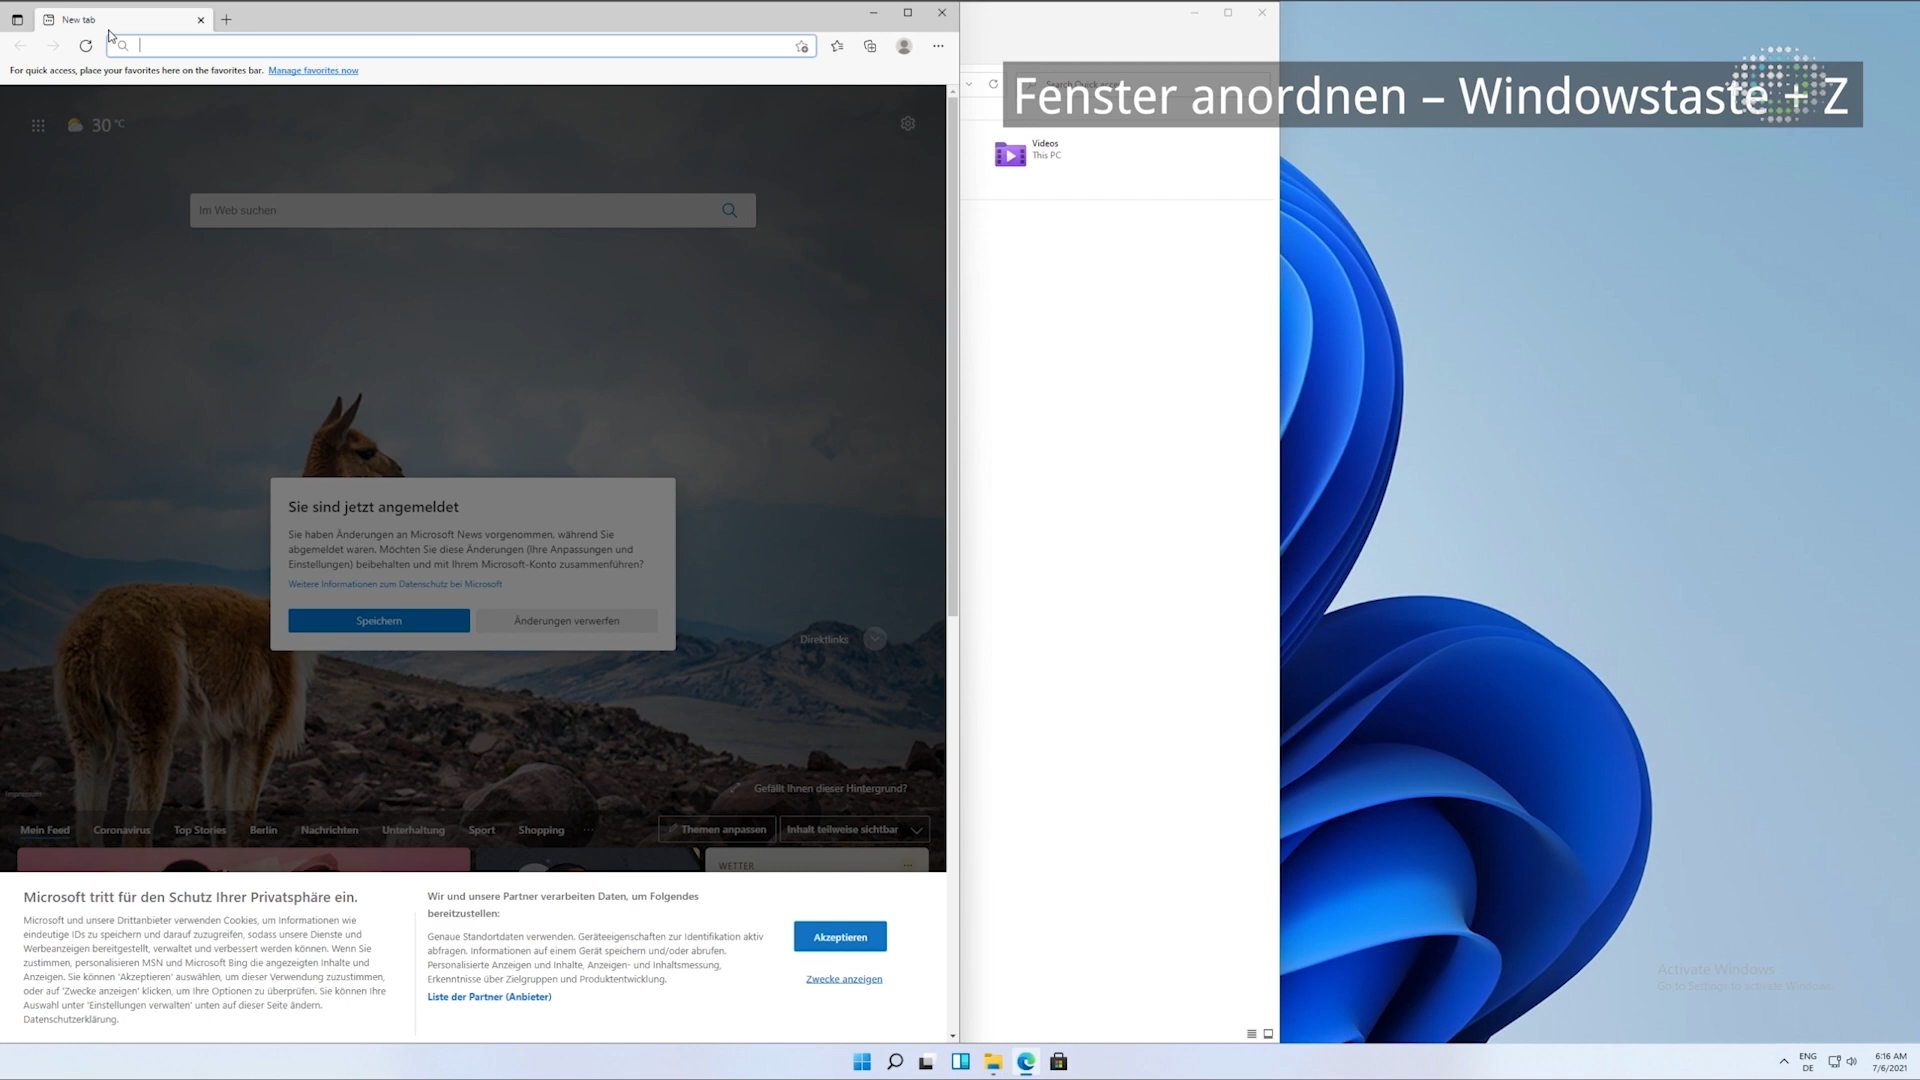 New tab
For quick access, place your favorites here on the favorites bar. Manage favorites now
Fenster anordnen – Windowstaste + Z
30 °C
Videos
This PC
Im Web suchen
Sie sind jetzt angemeldet
Sie haben Änderungen an Microsoft News vorgenommen, während Sie
abgemeldet waren. Möchten Sie diese Änderungen (Ihre Anpassungen und
Einstellungen) beibehalten und mit Ihrem Microsoft-Konto zusammenführen?
Weitere Informationen zum Datenschutz bei Microsoft
Speichern
Änderungen verwerfen
Direktlinks
Gefällt Ihnen dieser Hintergrund?
Impressum
Mein Feed
Coronavirus
Top Stories
Berlin
Nachrichten
Unterhaltung
Sport
Shopping
Themen anpassen
Inhalt teilweise sichtbar
WETTER
Microsoft tritt für den Schutz Ihrer Privatsphäre ein.
Microsoft und unsere Drittanbieter verwenden Cookies, um Informationen wie
eindeutige IDs zu speichern und darauf zuzugreifen, sodass unsere Dienste und
Werbeanzeigen bereitgestellt, verwaltet und verbessert werden können. Wenn Sie
zustimmen, personalisieren MSN und Microsoft Bing die angezeigten Inhalte und
Anzeigen. Sie können 'Akzeptieren' auswählen, um dieser Verwendung zuzustimmen,
oder auf 'Zwecke anzeigen' klicken, um Ihre Optionen zu überprüfen. Sie können Ihre
Auswahl unter 'Einstellungen verwalten' unten auf dieser Seite ändern.
Datenschutzerklärung.
Wir und unsere Partner verarbeiten Daten, um Folgendes
bereitzustellen:
Genaue Standortdaten verwenden. Geräteeigenschaften zur Identifikation aktiv
abfragen. Informationen auf einem Gerät speichern und/oder abrufen.
Personalisierte Anzeigen und Inhalte, Anzeigen- und Inhaltsmessung,
Erkenntnisse über Zielgruppen und Produktentwicklung.
Liste der Partner (Anbieter)
Akzeptieren
Zwecke anzeigen
Activate Windows
Go to Settings to activate Windows.
ENG
DE
6:16 AM
7/6/2021